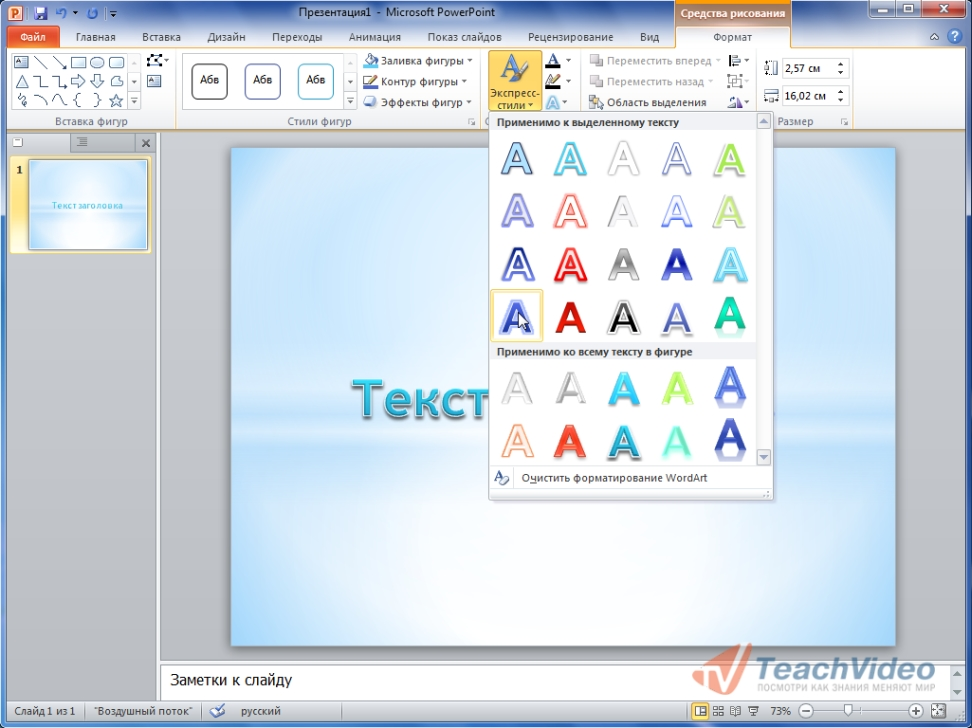 Презентация1 - Microsoft PowerPoint
Средства рисования
Файл Главная Вставка Дизайн Переходы Анимация Показ слайдов Рецензирование Вид Формат
Абв Абв Абв
Заливка фигуры
Контур фигуры
Эффекты фигур
Экспресс-
стили
Переместить вперед
Переместить назад
Область выделения
2,57 см
16,02 см
Вставка фигур Стили фигур Размер
Применимо к выделенному тексту
Применимо ко всему тексту в фигуре
Очистить форматирование WordArt
1
Текст заголовка
Текст
Заметки к слайду
TeachVideo
ПОСМОТРИ КАК ЗНАНИЯ МЕНЯЮТ МИР
Слайд 1 из 1 "Воздушный поток" русский 73%